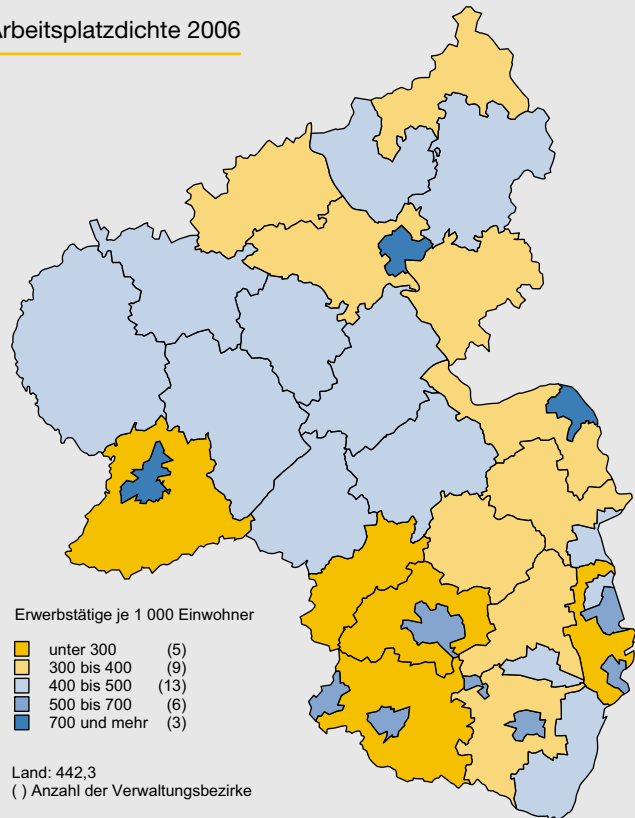 Arbeitsplatzdichte 2006
Erwerbstätige je 1 000 Einwohner
unter 300 (5)
300 bis 400 (9)
400 bis 500 (13)
500 bis 700 (6)
700 und mehr (3)
Land: 442,3
( ) Anzahl der Verwaltungsbezirke